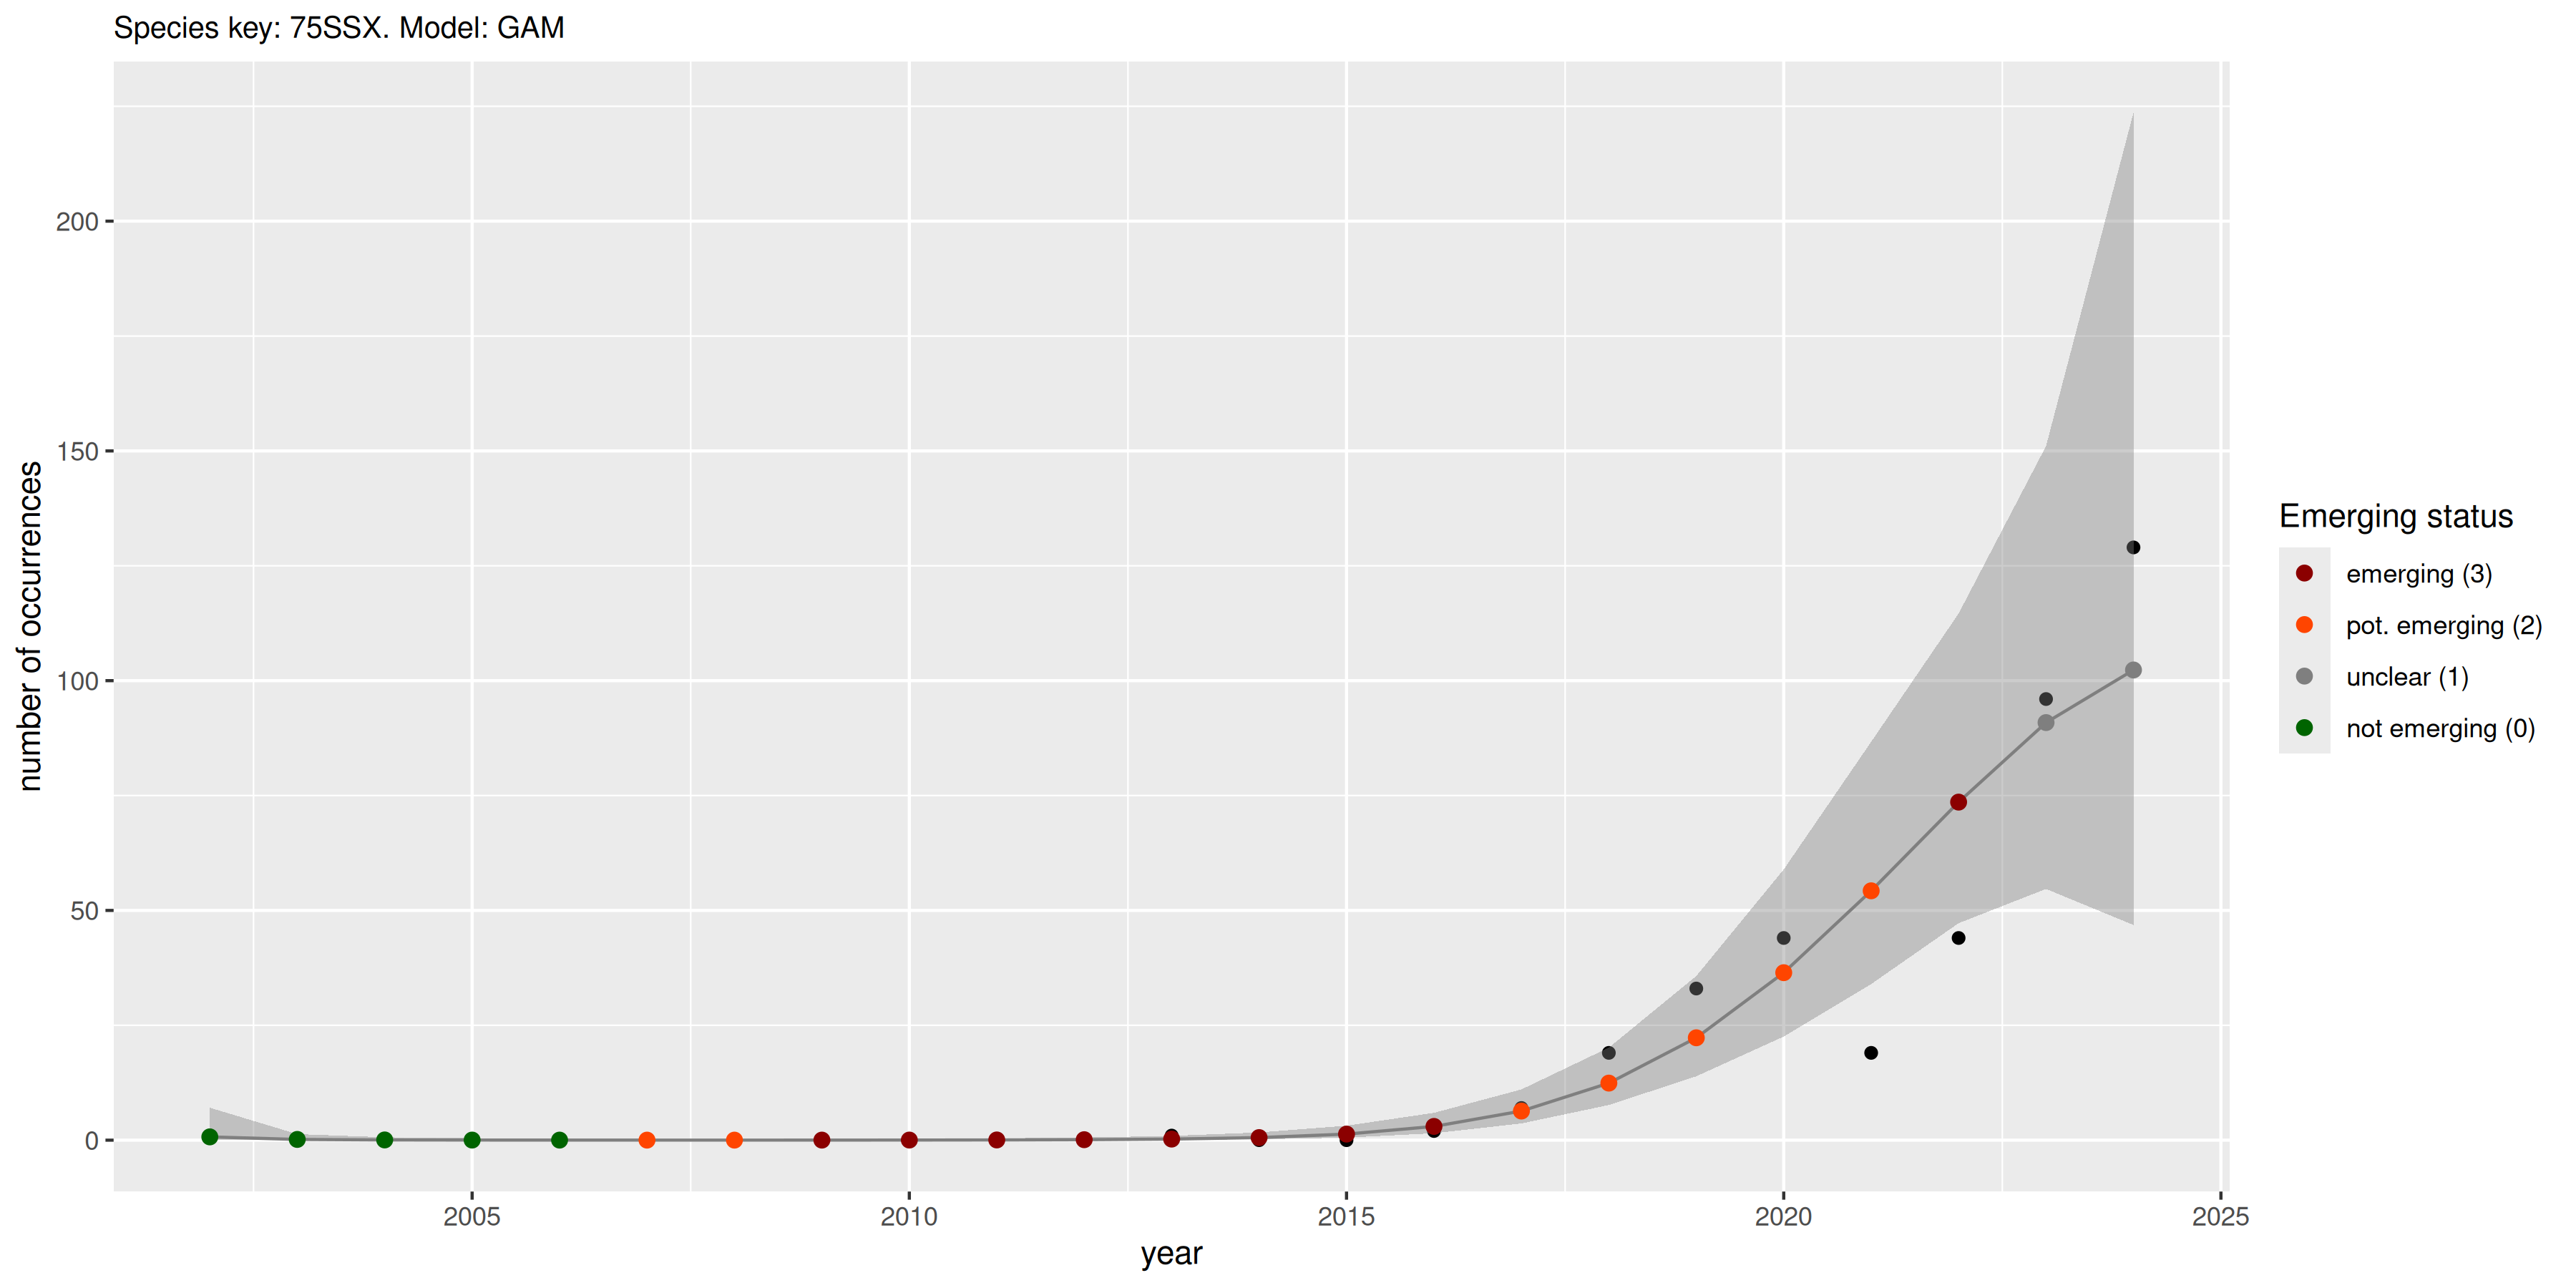 Species key: 75SSX. Model: GAM
number of occurrences
200
150
100
50
0
2005
2010
2015
2020
2025
year
Emerging status
emerging (3)
pot. emerging (2)
unclear (1)
not emerging (0)